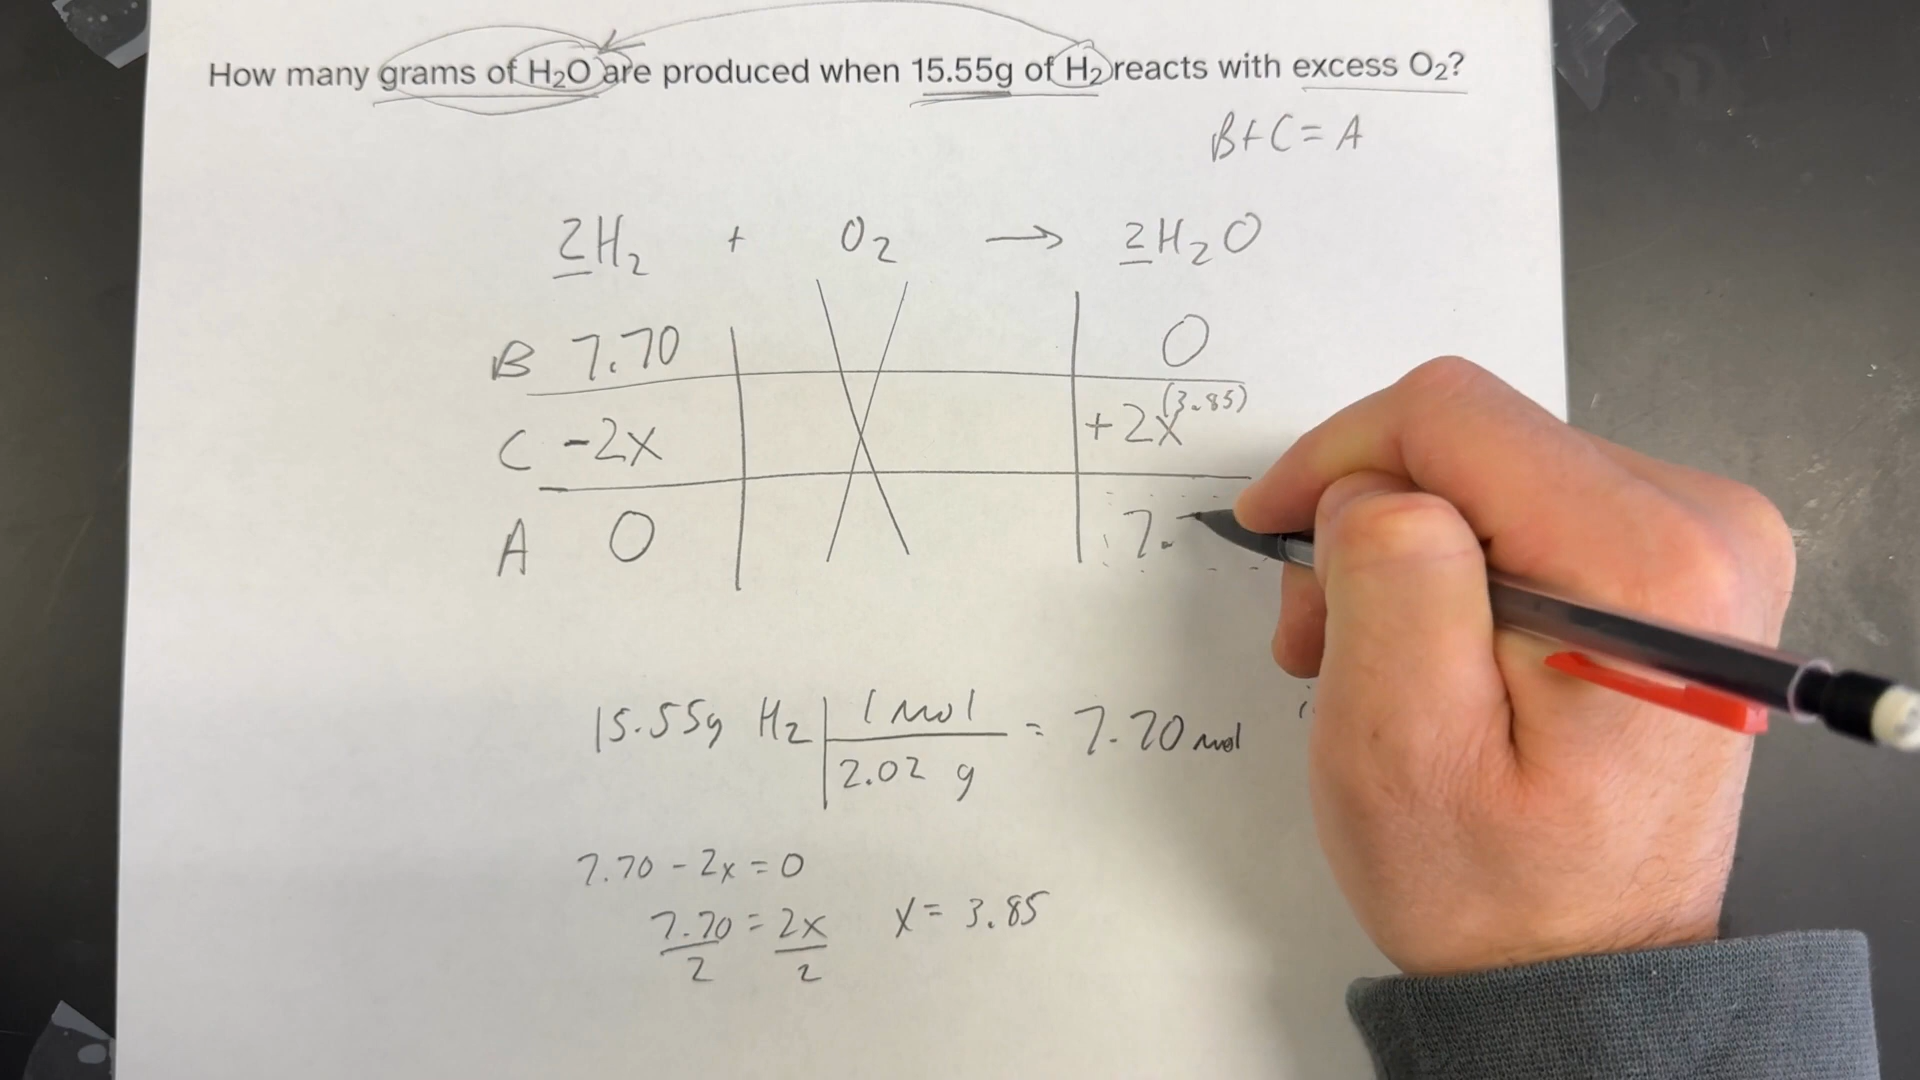 How many grams of H₂O are produced when 15.55g of H₂ reacts with excess O₂?
B+C=A
2H₂ + O₂ → 2H₂O
B 7.70 0
C -2x +2x(3.85)
A 0 7.
15.55g H₂ | 1 mol / 2.02 g = 7.70 mol
7.70 - 2x = 0
7.70/2 = 2x/2 x = 3.85